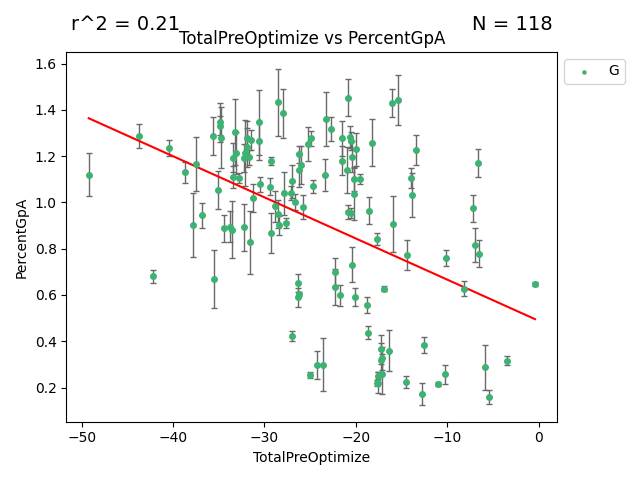 r^2 = 0.21 N = 118
TotalPreOptimize vs PercentGpA
G
1.6
1.4
1.2
1.0
0.8
0.6
0.4
0.2
PercentGpA
−50 −40 −30 −20 −10 0
TotalPreOptimize